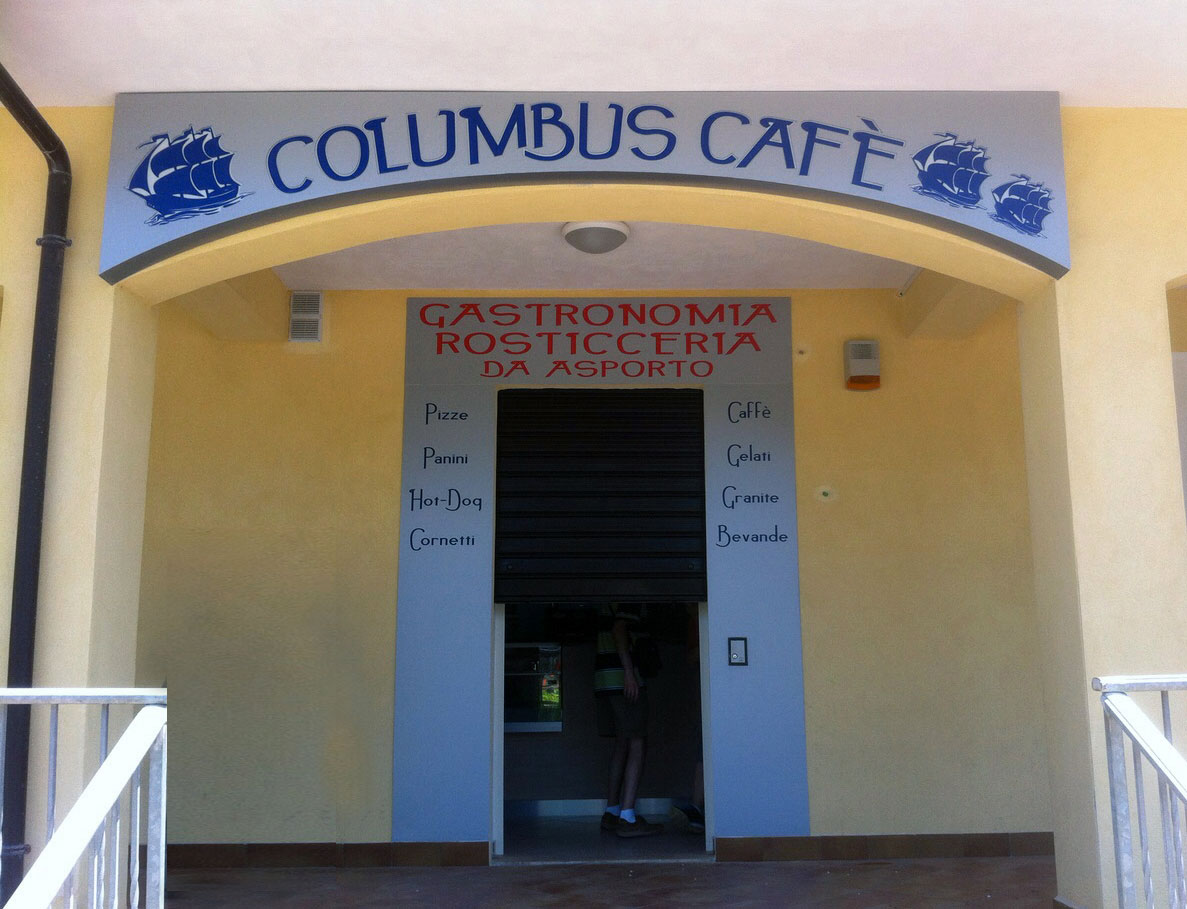 COLUMBUS CAFÈ
GASTRONOMIA
ROSTICCERIA
DA ASPORTO
Pizze
Panini
Hot-Dog
Cornetti
Caffè
Gelati
Granite
Bevande